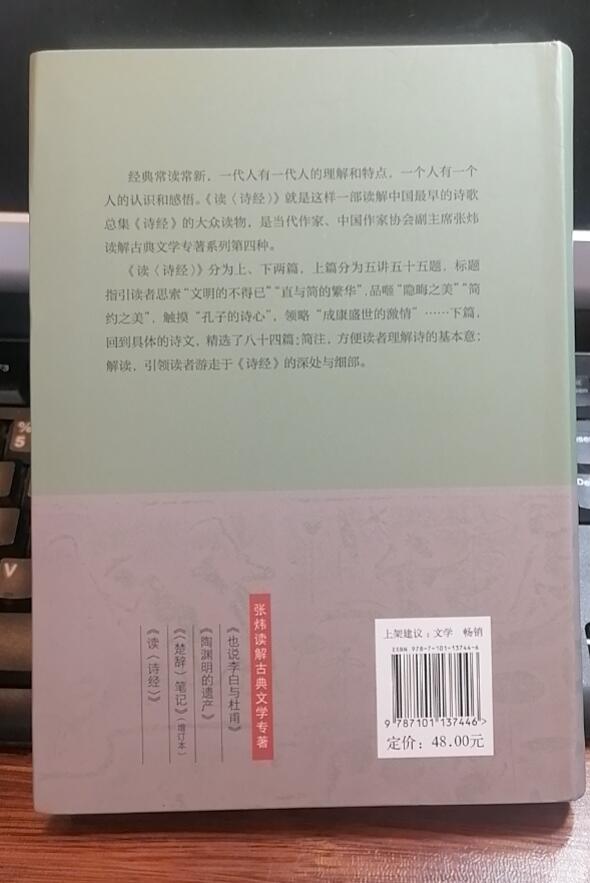 经典常读常新，一代人有一代人的理解和特点，一个人有一个
人的认识和感悟。《读〈诗经〉》就是这样一部读解中国最早的诗歌
总集《诗经》的大众读物，是当代作家、中国作家协会副主席张炜
读解古典文学专著系列第四种。
《读〈诗经〉》分为上、下两篇，上篇分为五讲五十五题，标题
指引读者思索“文明的不得已”“直与简的繁华”，品咂“隐晦之美”“简
约之美”，触摸“孔子的诗心”，领略“成康盛世的激情”……下篇，
回到具体的诗文，精选了八十四篇；简注，方便读者理解诗的基本意；
解读，引领读者游走于《诗经》的深处与细部。
张炜读解古典文学专著
《也说李白与杜甫》
《陶渊明的遗产》
《〈楚辞〉笔记》（增订本）
《读〈诗经〉》
上架建议：文学 畅销
ISBN 978-7-101-13744-6
9 787101 137446>
定价：48.00元
%
5
V